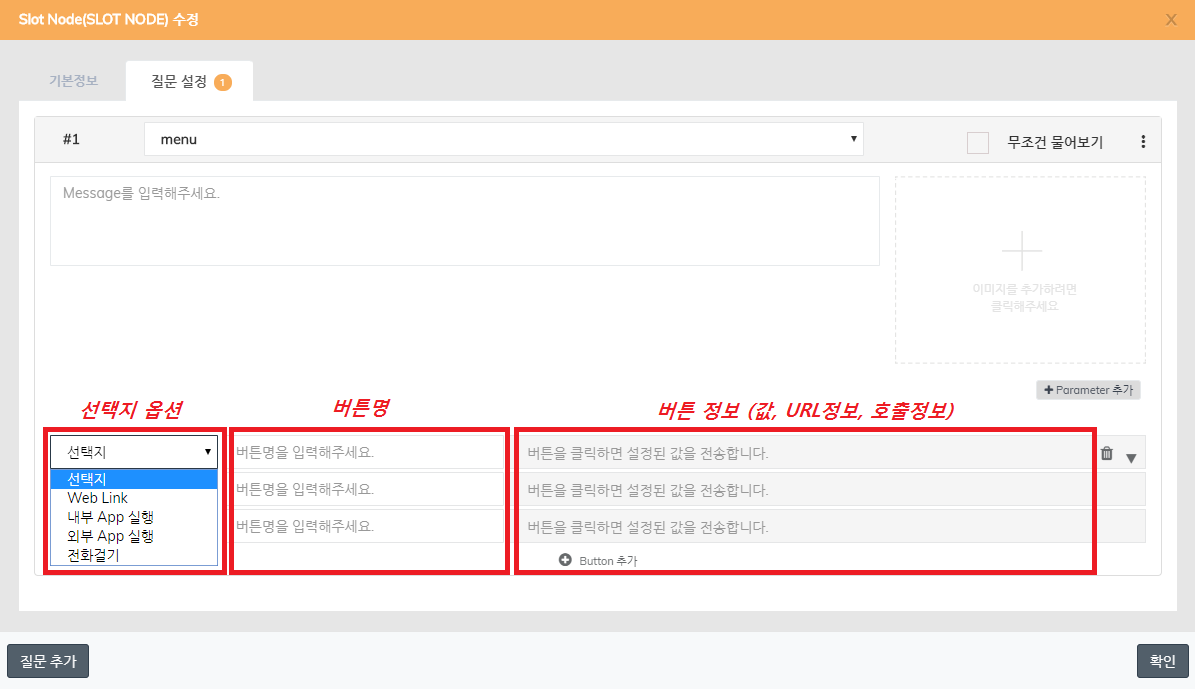 Slot Node(SLOT NODE) 수정
X
기본정보
질문 설정 1
#1
menu
무조건 물어보기
Message를 입력해주세요.
이미지를 추가하려면
클릭해주세요
Parameter 추가
선택지 옵션
버튼명
버튼 정보 (값, URL정보, 호출정보)
선택지
버튼명을 입력해주세요.
버튼을 클릭하면 설정된 값을 전송합니다.
선택지
Web Link
내부 App 실행
외부 App 실행
전화걸기
버튼명을 입력해주세요.
버튼을 클릭하면 설정된 값을 전송합니다.
버튼명을 입력해주세요.
버튼을 클릭하면 설정된 값을 전송합니다.
Button 추가
질문 추가
확인